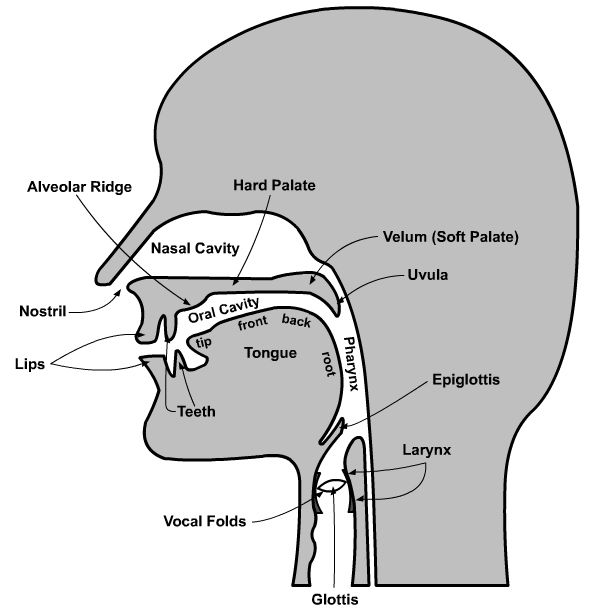 Alveolar Ridge
Hard Palate
Nasal Cavity
Velum (Soft Palate)
Uvula
Nostril
Oral Cavity
tip
front
back
root
Tongue
Pharynx
Lips
Teeth
Epiglottis
Larynx
Vocal Folds
Glottis